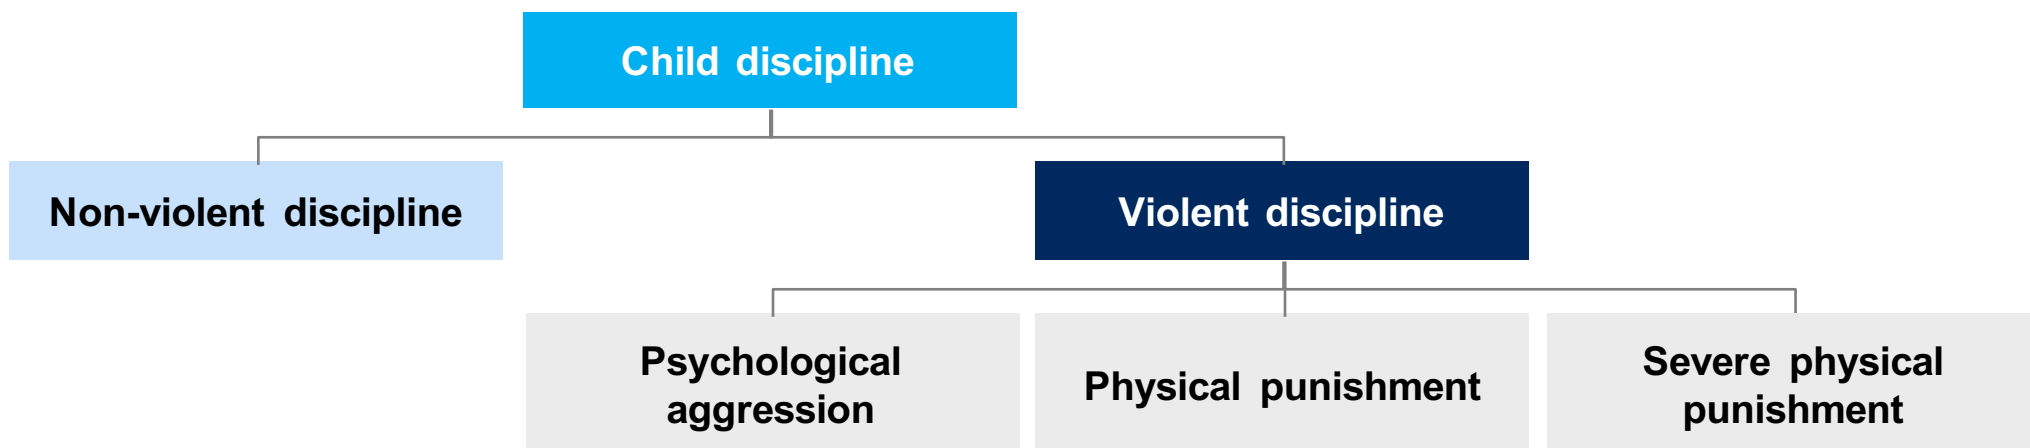 Child discipline
Non-violent discipline
Violent discipline
Psychological
aggression
Physical punishment
Severe physical
punishment